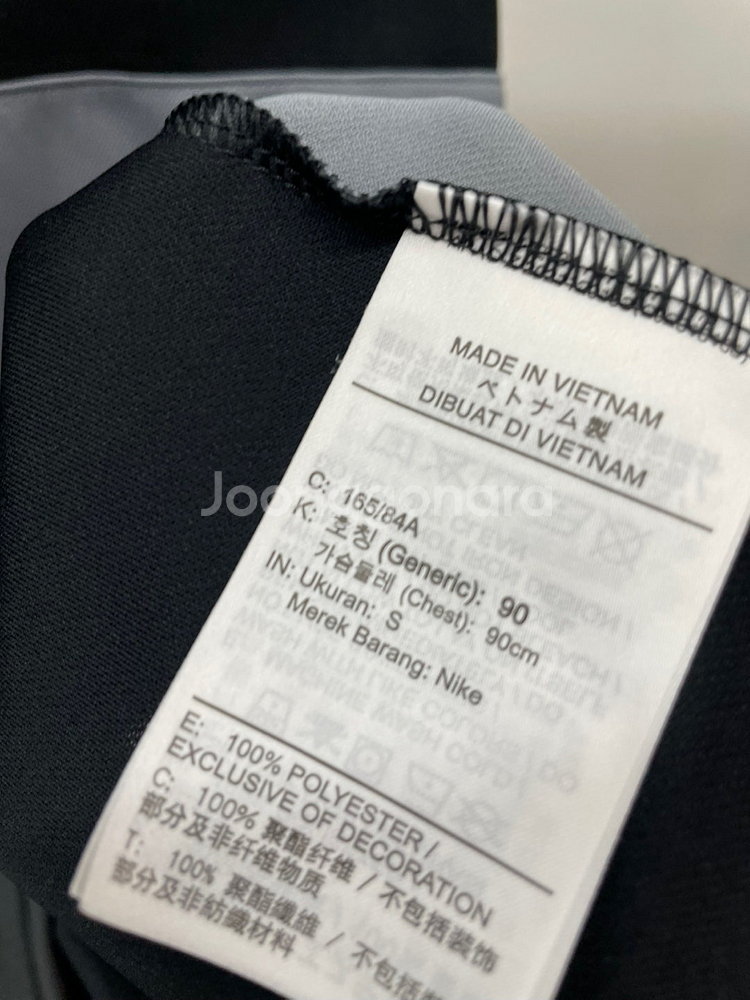 MADE IN VIETNAM
ベトナム製
DIBUAT DI VIETNAM
C: 165/84A
K: 호칭 (Generic): 90
가슴둘레 (Chest): 90cm
IN: Ukuran: S
Merek Barang: Nike
E: 100% POLYESTER /
EXCLUSIVE OF DECORATION
C: 100% 聚酯纤维 / 不包括装饰
部分及非纤维物质
T: 100% 聚酯纖維 / 不包括裝飾
部分及非紡織材料
Joonggonara